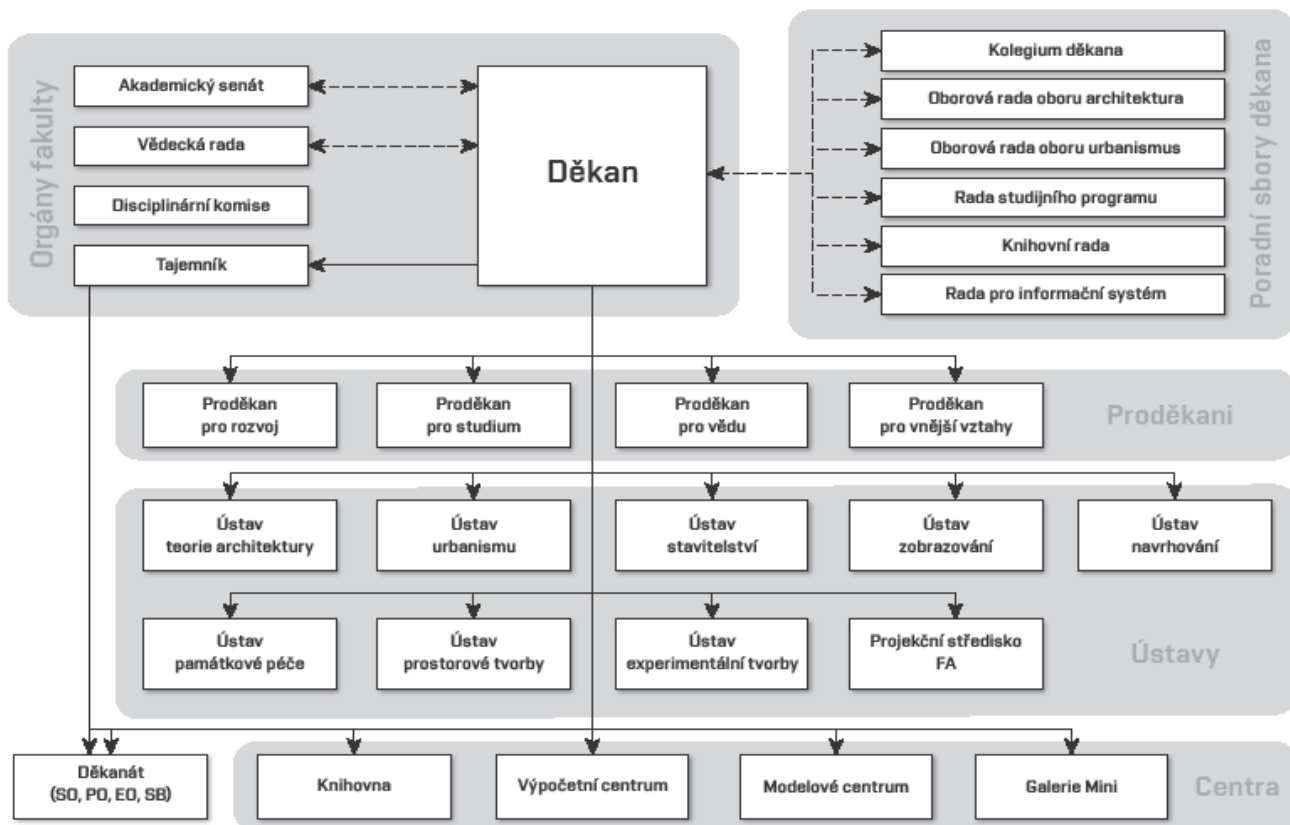 Orgány fakulty
Akademický senát
Vědecká rada
Disciplinární komise
Tajemník
Děkan
Kolegium děkana
Oborová rada oboru architektura
Oborová rada oboru urbanismus
Rada studijního programu
Knihovní rada
Rada pro informační systém
Poradní sbory děkana
Proděkan
pro rozvoj
Proděkan
pro studium
Proděkan
pro vědu
Proděkan
pro vnější vztahy
Proděkani
Ústav
teorie architektury
Ústav
urbanismu
Ústav
stavitelství
Ústav
zobrazování
Ústav
navrhování
Ústav
památkové péče
Ústav
prostorové tvorby
Ústav
experimentální tvorby
Projekční středisko
FA
Ústavy
Děkanát
(SO, PO, EO, SB)
Knihovna
Výpočetní centrum
Modelové centrum
Galerie Mini
Centra